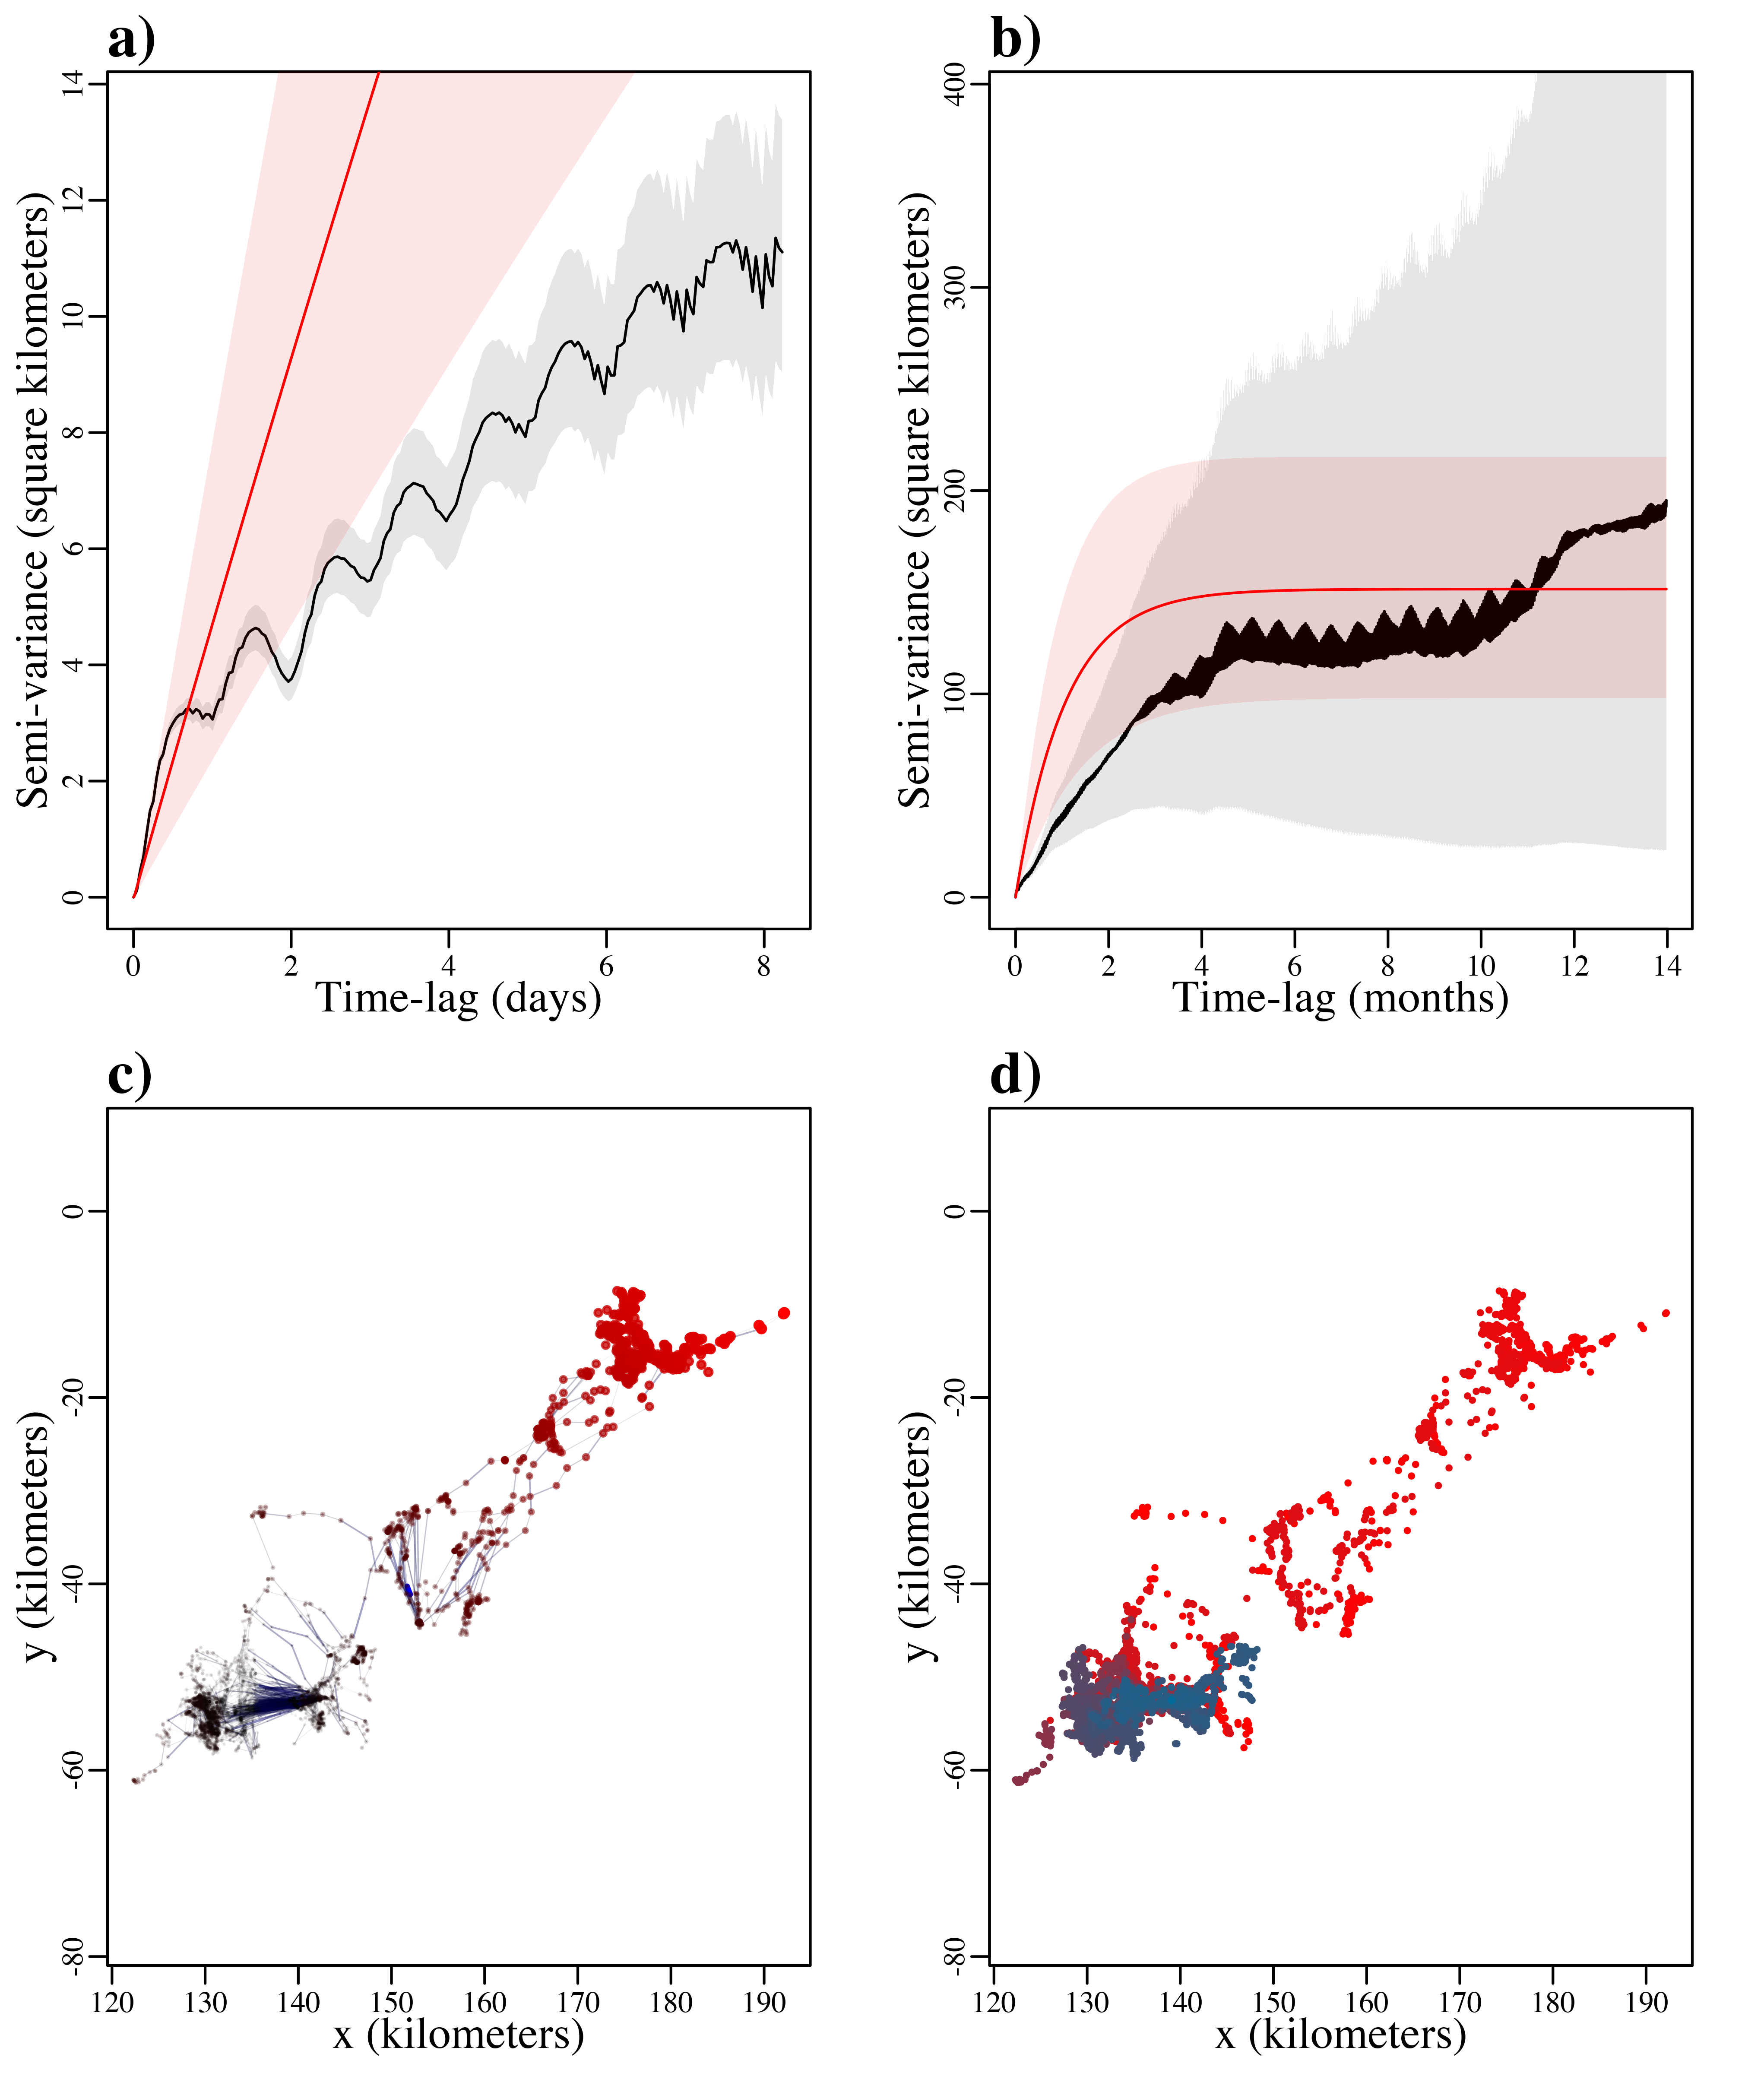 a)
Semi-variance (square kilometers)
0 2 4 6 8 10 12 14
0 2 4 6 8
Time-lag (days)
b)
Semi-variance (square kilometers)
0 100 200 300 400
0 2 4 6 8 10 12 14
Time-lag (months)
c)
y (kilometers)
-80 -60 -40 -20 0
120 130 140 150 160 170 180 190
x (kilometers)
d)
y (kilometers)
-80 -60 -40 -20 0
120 130 140 150 160 170 180 190
x (kilometers)